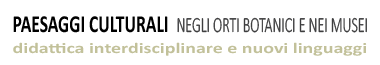 PAESAGGI CULTURALI NEGLI ORTI BOTANICI E NEI MUSEI
didattica interdisciplinare e nuovi linguaggi